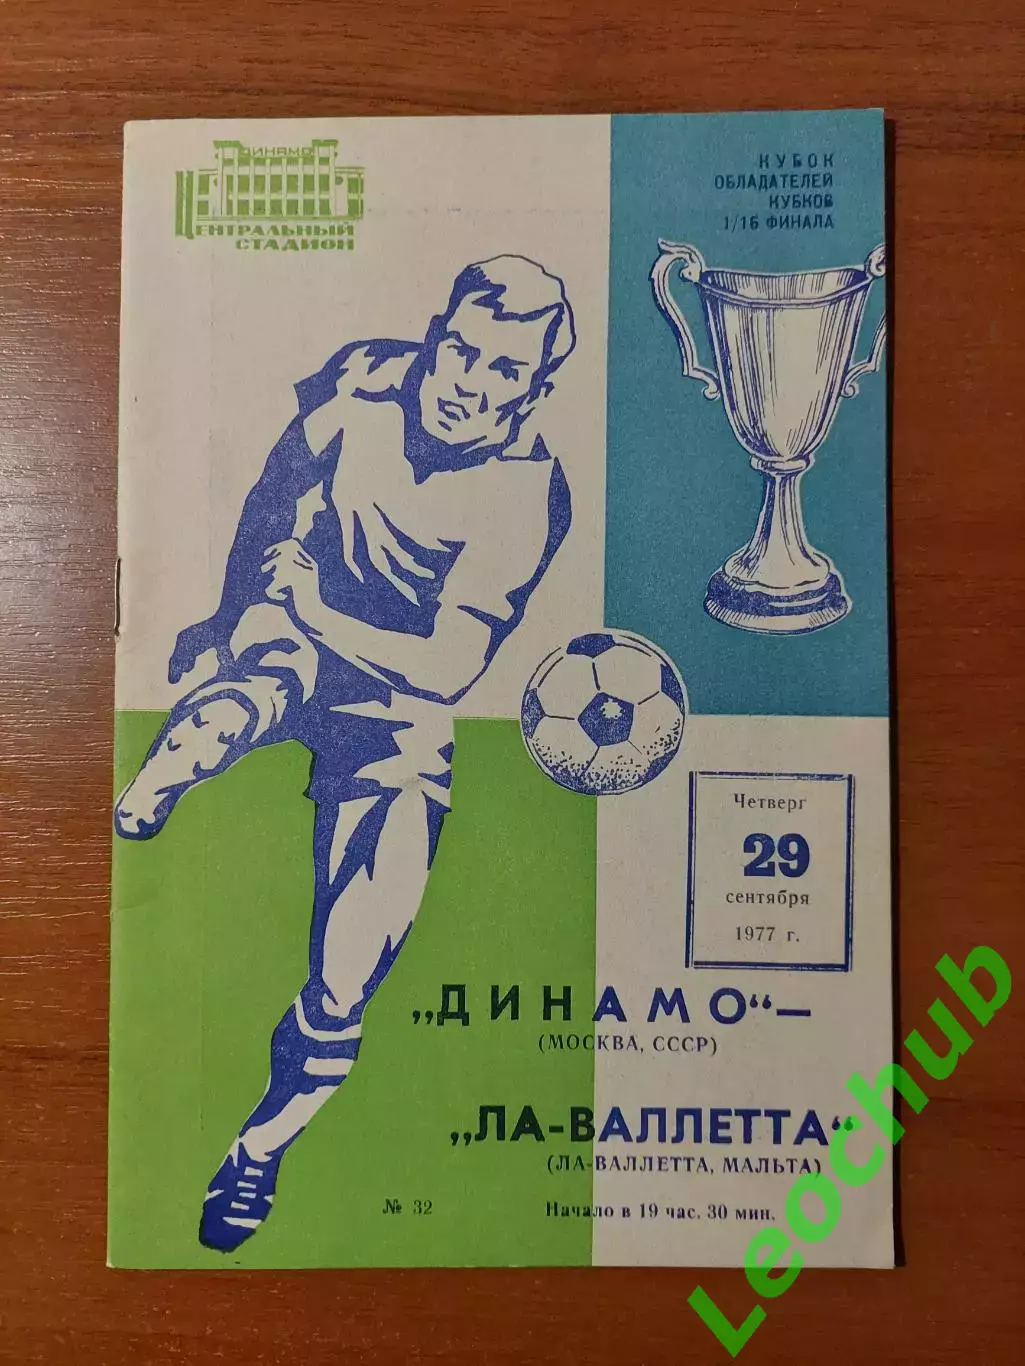 ДИНАМО
ЦЕНТРАЛЬНЫЙ
СТАДИОН
КУБОК
ОБЛАДАТЕЛЕЙ
КУБКОВ
1/16 ФИНАЛА
Четверг
29
сентября
1977 г.
„ДИНАМО“—
(МОСКВА, СССР)
„ЛА-ВАЛЛЕТТА“
(ЛА-ВАЛЛЕТТА, МАЛЬТА)
№ 32
Начало в 19 час. 30 мин.
Leochub